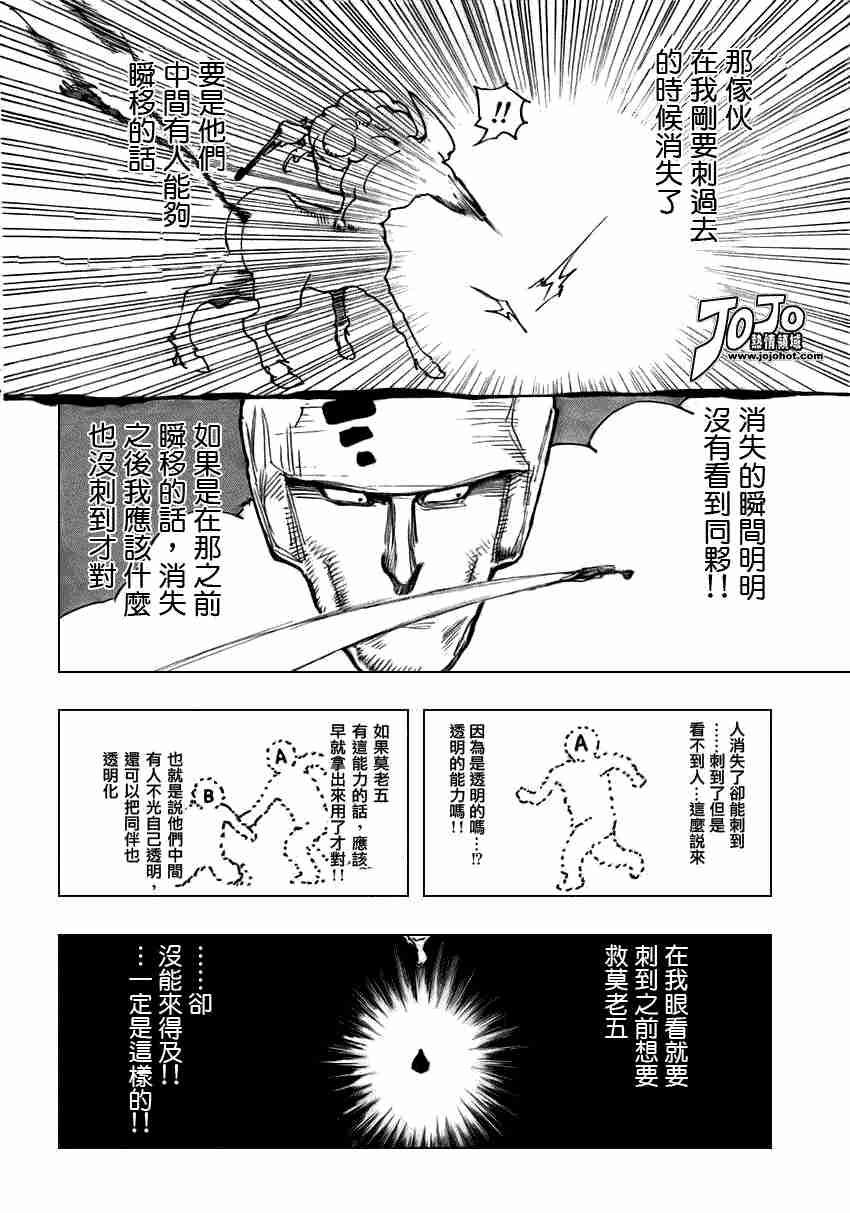 那傢伙
在我剛要刺過去
的時候消失了
!!
要是他們
中間有人能夠
瞬移的話
JOJO
熱情領域
www.jojohot.com
消失的瞬間明明
沒有看到同夥!!
如果是在那之前
瞬移的話，消失
之後我應該什麼
也沒刺到才對
人消失了卻能刺到
……刺到了但是
看不到人…這麼說來
A
因為是透明的嗎…!?
透明的能力嗎!!
如果莫老五
有這能力的話，應該
早就拿出來用了才對!!
A
B
也就是說他們中間
有人不光自己透明，
還可以把同伴也
透明化
在我眼看就要
刺到之前想要
救莫老五
……卻
沒能來得及!!
…一定是這樣的!!